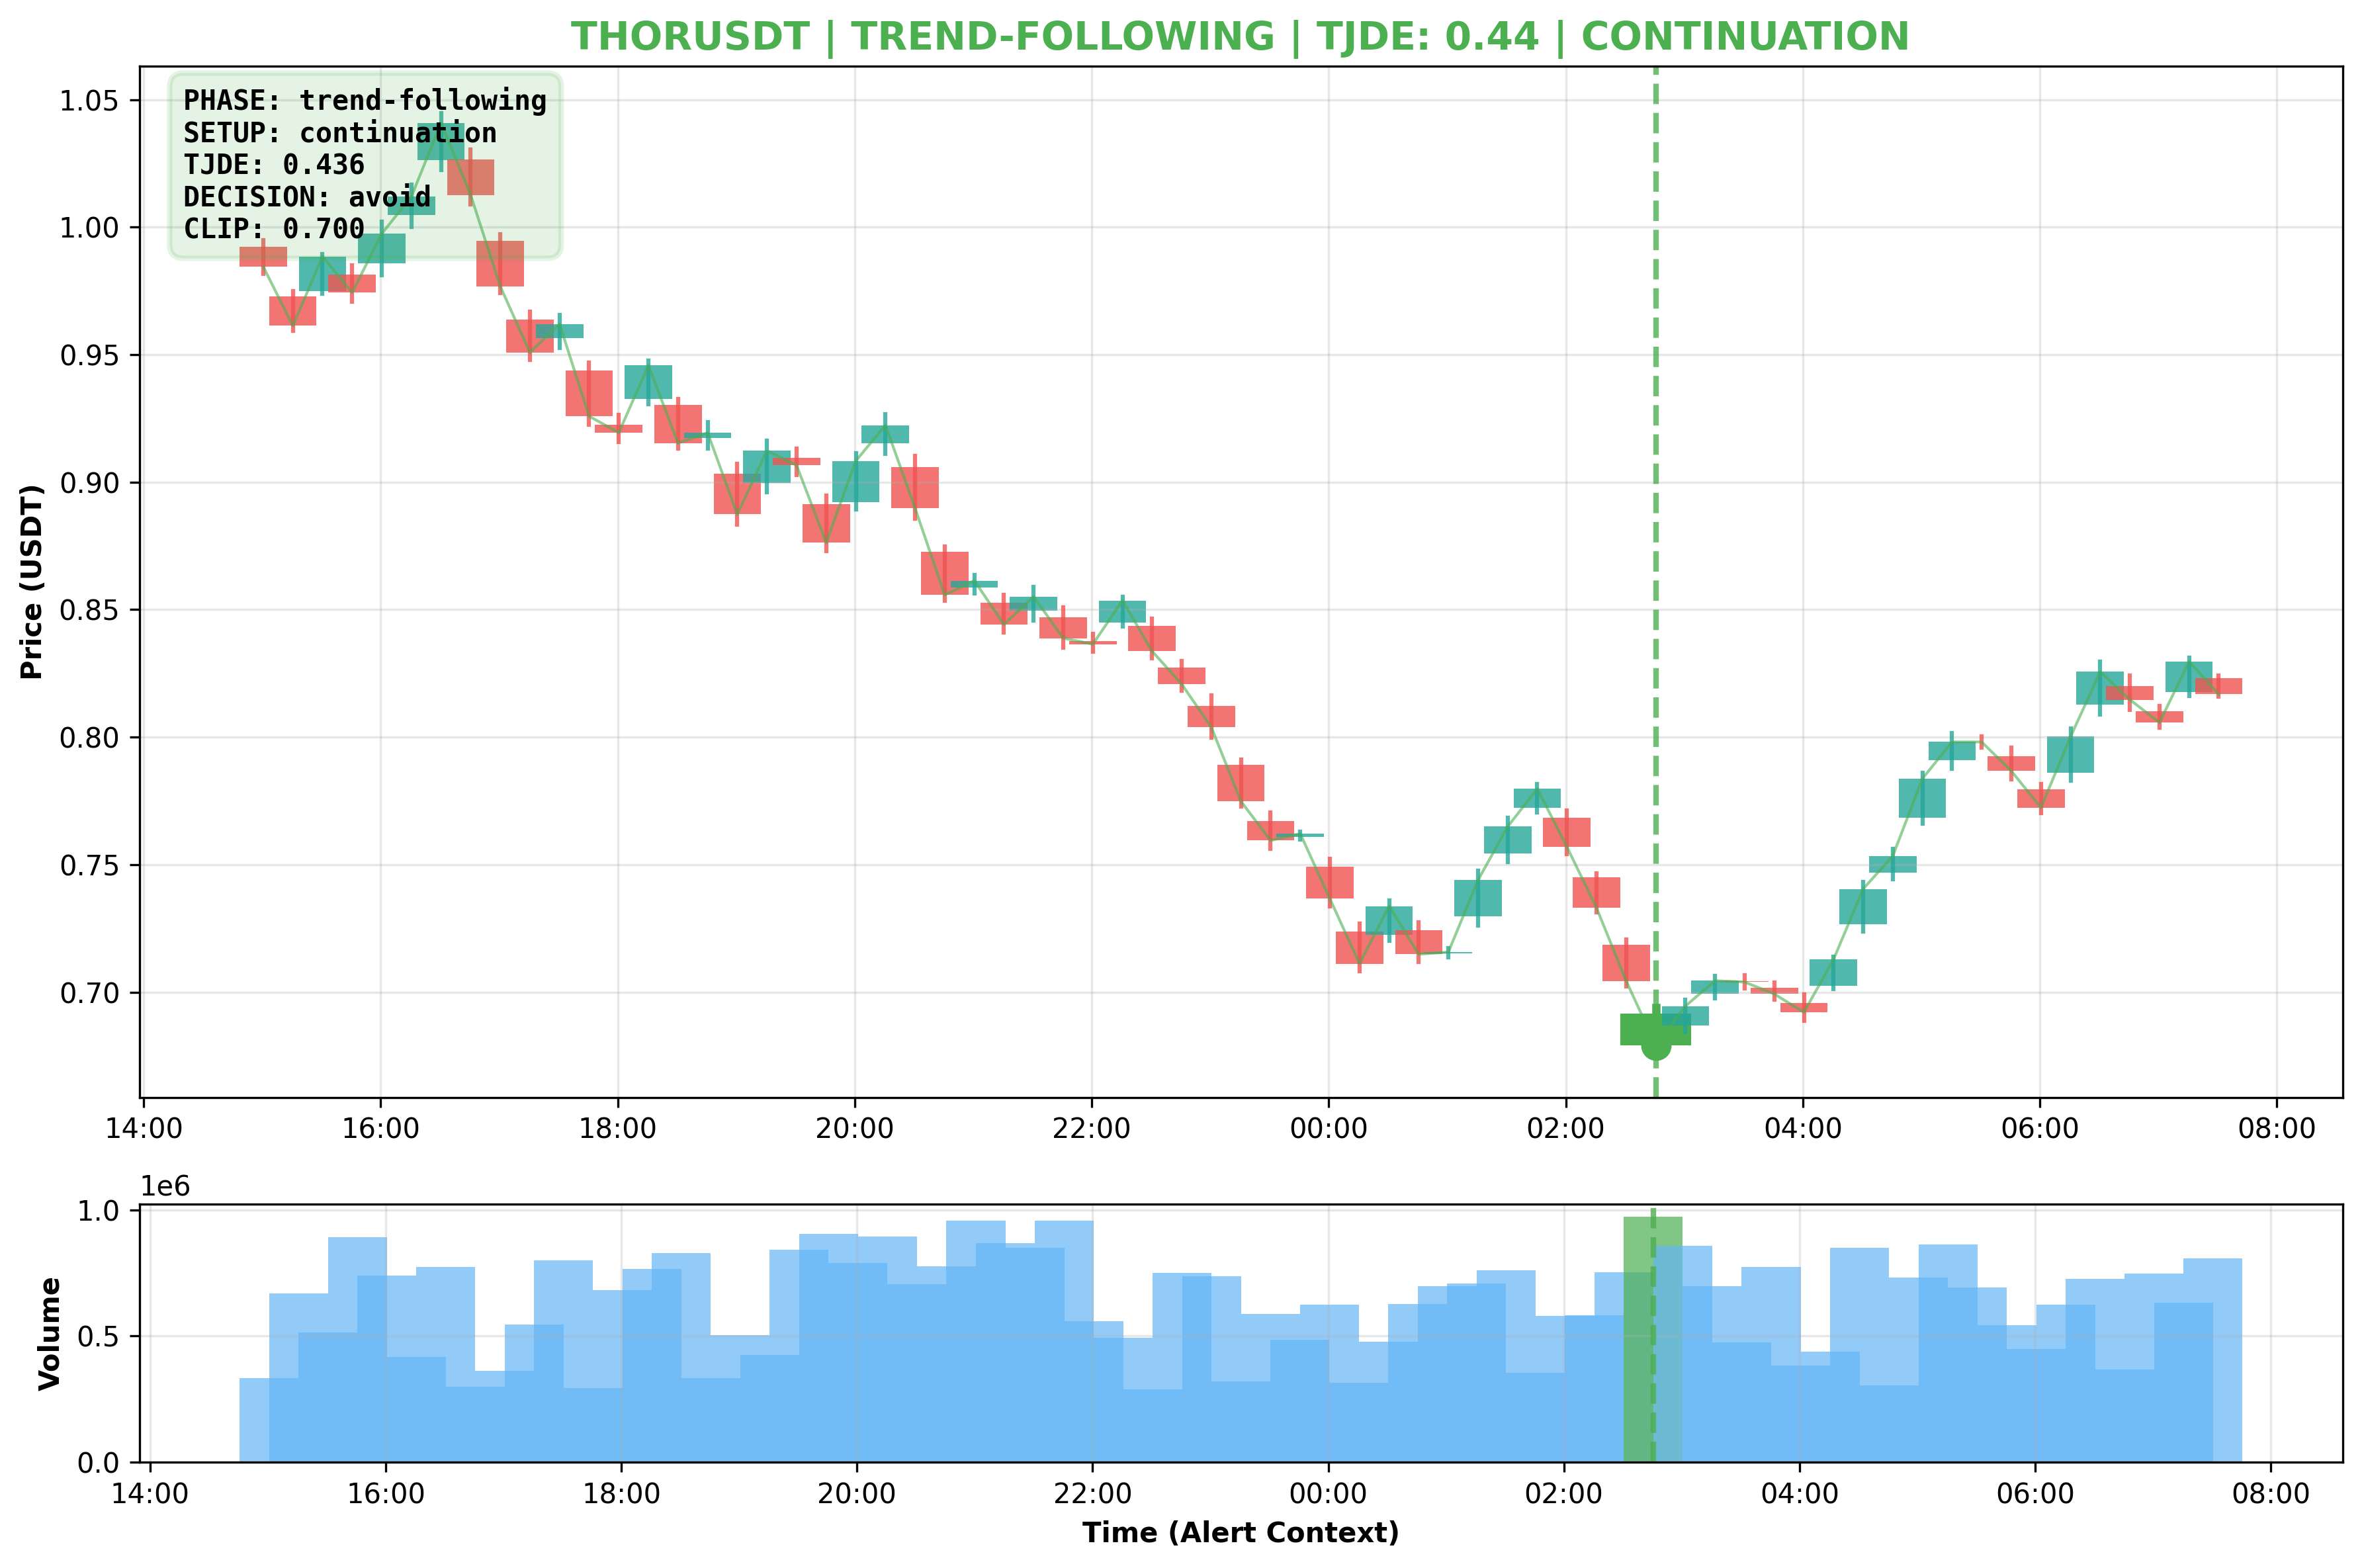 THORUSDT | TREND-FOLLOWING | TJDE: 0.44 | CONTINUATION
PHASE: trend-following
SETUP: continuation
TJDE: 0.436
DECISION: avoid
CLIP: 0.700
Price (USDT)
1.05
1.00
0.95
0.90
0.85
0.80
0.75
0.70
14:00 16:00 18:00 20:00 22:00 00:00 02:00 04:00 06:00 08:00
1e6
Volume
1.0
0.5
0.0
14:00 16:00 18:00 20:00 22:00 00:00 02:00 04:00 06:00 08:00
Time (Alert Context)